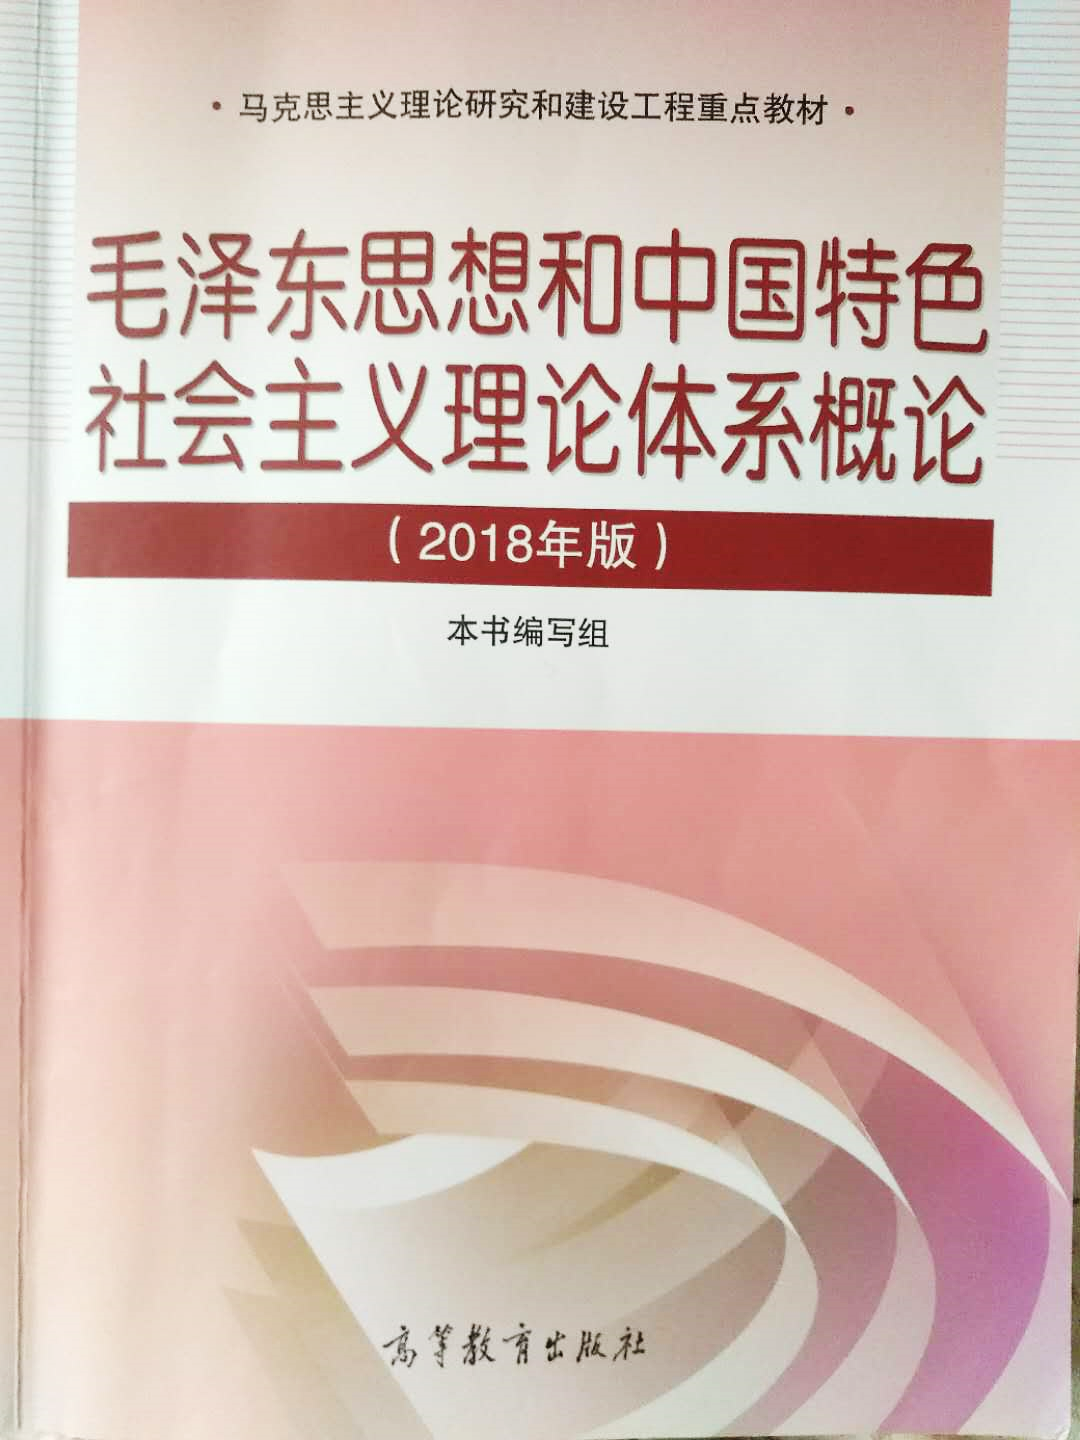 ·马克思主义理论研究和建设工程重点教材·
毛泽东思想和中国特色
社会主义理论体系概论
（2018年版）
本书编写组
高等教育出版社